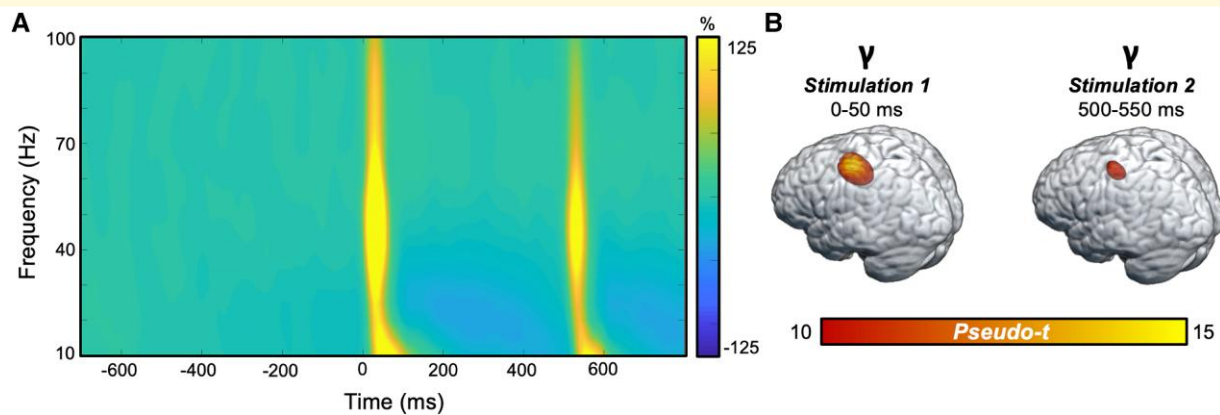 A
%
100
70
40
10
Frequency (Hz)
-600
-400
-200
0
200
400
600
Time (ms)
125
-125
B
γ
Stimulation 1
0-50 ms
γ
Stimulation 2
500-550 ms
10
Pseudo-t
15